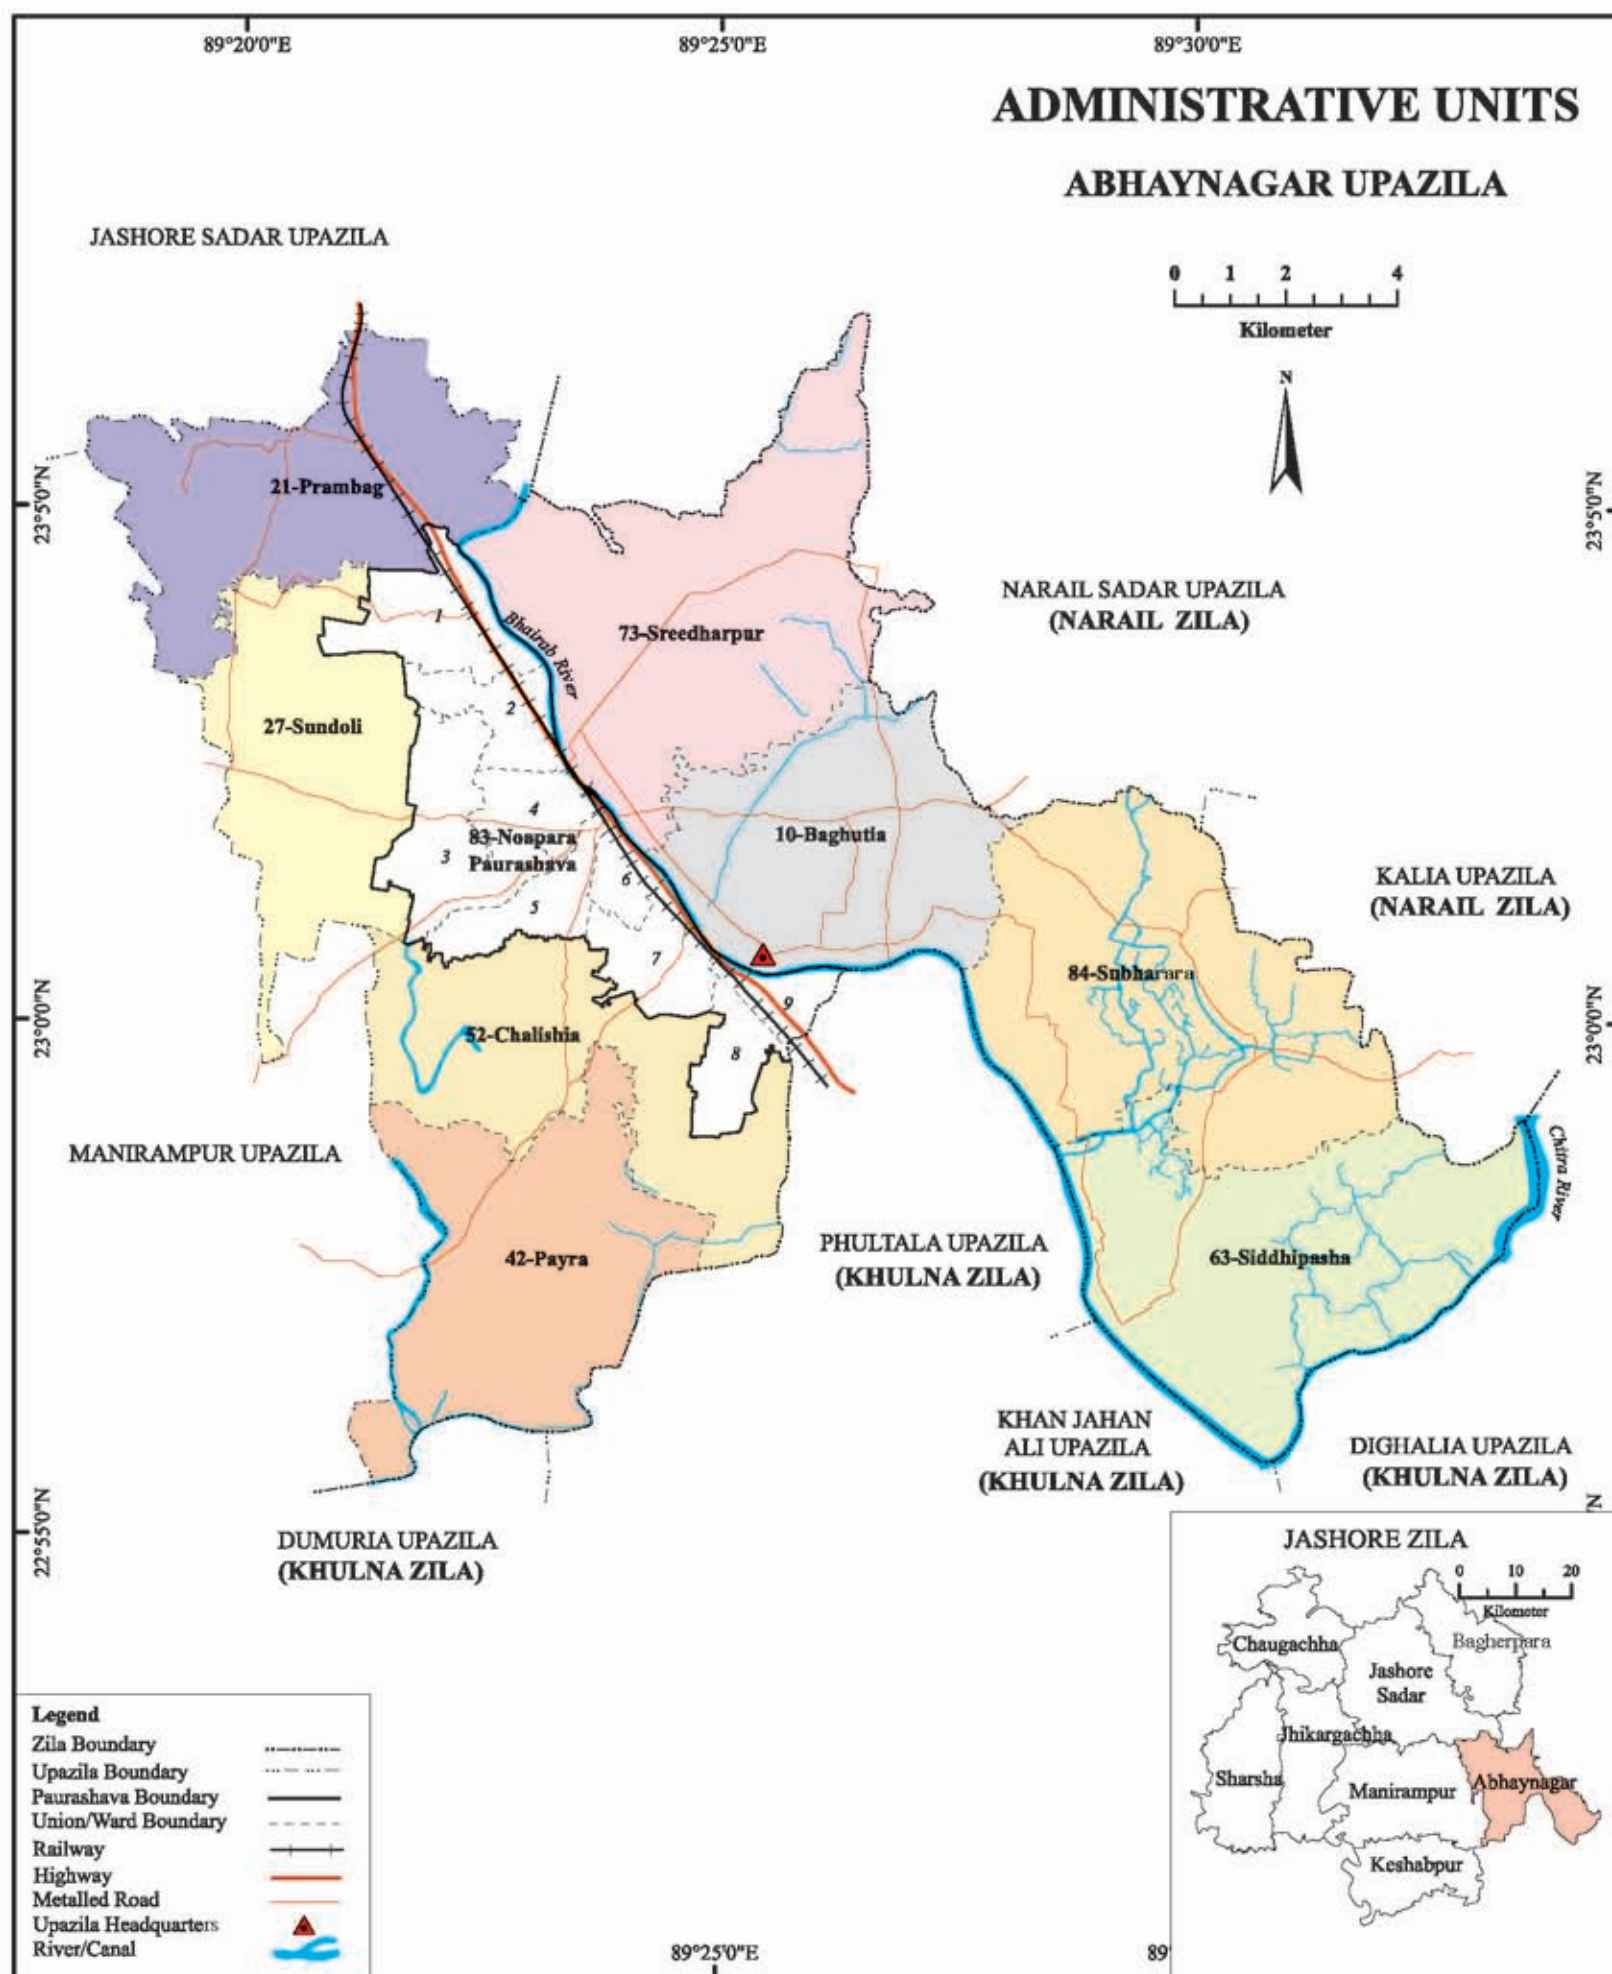 89°20'0"E
89°25'0"E
89°30'0"E
ADMINISTRATIVE UNITS
ABHAYNAGAR UPAZILA
JASHORE SADAR UPAZILA
0 1 2 4
Kilometer
N
23°5'0"N
23°5'0"N
21-Prambag
NARAIL SADAR UPAZILA
(NARAIL ZILA)
1
Bhairab River
73-Sreedharpur
2
27-Sundoli
4
83-Noapara
Paurashava
3
10-Baghutia
6
5
KALIA UPAZILA
(NARAIL ZILA)
7
84-Subharara
9
23°0'0"N
23°0'0"N
52-Chalishia
8
MANIRAMPUR UPAZILA
Chitra River
PHULTALA UPAZILA
(KHULNA ZILA)
42-Payra
63-Siddhipasha
KHAN JAHAN
ALI UPAZILA
(KHULNA ZILA)
DIGHALIA UPAZILA
(KHULNA ZILA)
22°55'0"N
N
DUMURIA UPAZILA
(KHULNA ZILA)
JASHORE ZILA
0 10 20
Kilometer
Chaugachha
Bagherpara
Jashore
Sadar
Jhikargachha
Sharsha
Manirampur
Abhaynagar
Keshabpur
Legend
Zila Boundary
Upazila Boundary
Paurashava Boundary
Union/Ward Boundary
Railway
Highway
Metalled Road
Upazila Headquarters
River/Canal
89°25'0"E
89°